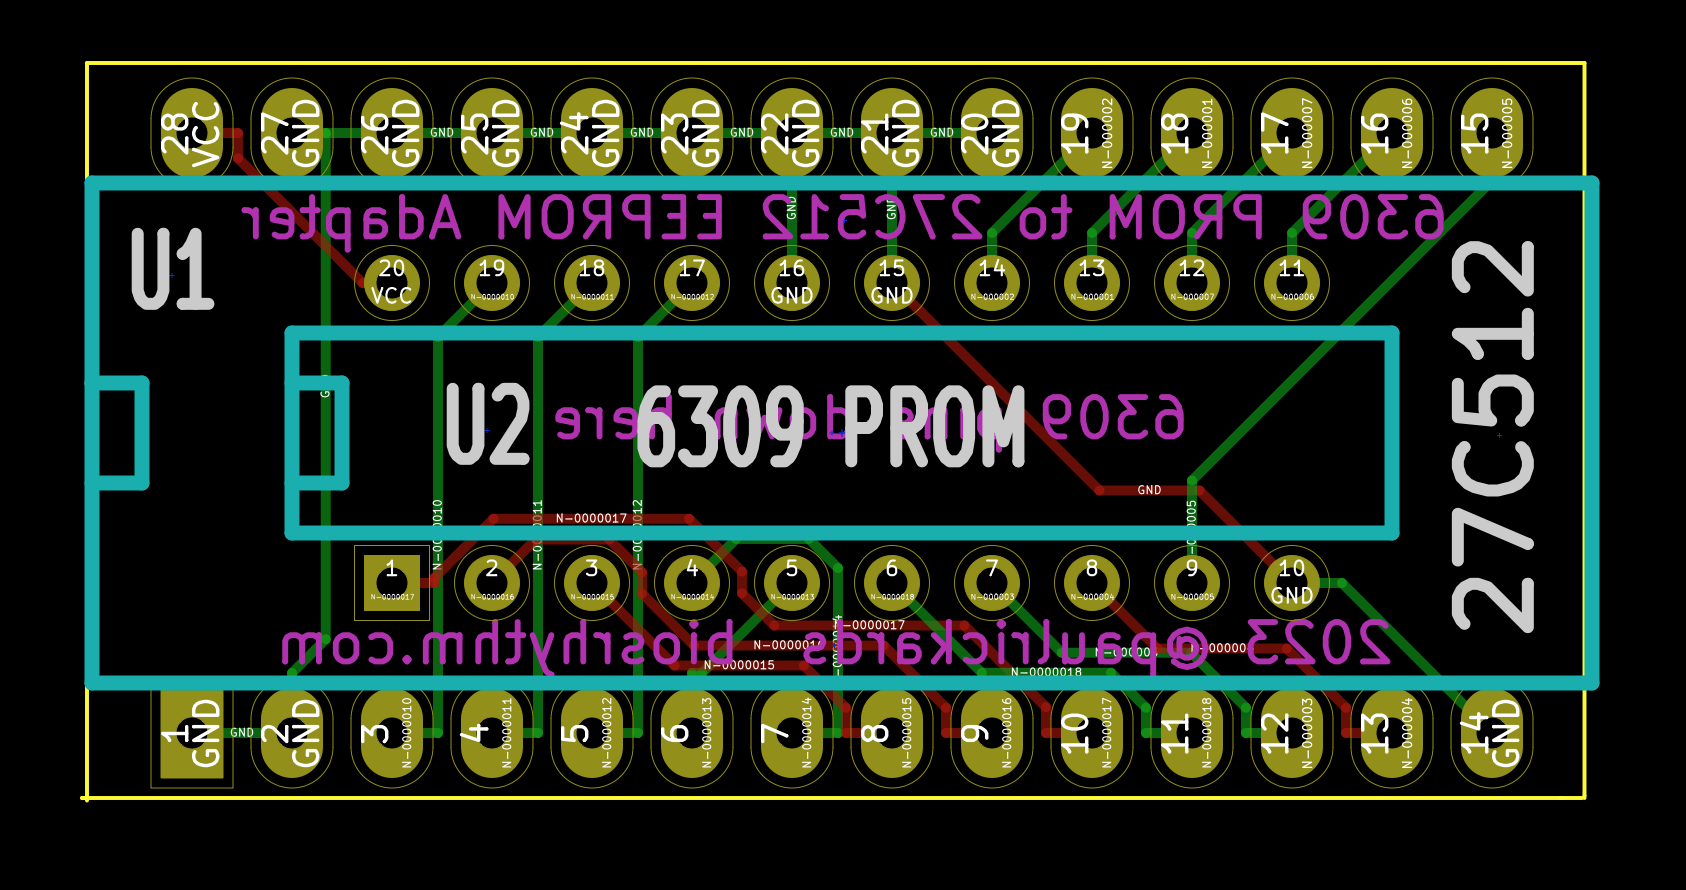 28 27 26 25 24 23 22 21 20 19 18 17 16 15
VCC GND GND GND GND GND GND GND GND N-000002 N-000001 N-000007 N-000006 N-000005
GND GND GND GND GND GND
6309 PROM to 27C512 EEPROM Adapter
GND GND
U1
20 19 18 17 16 15 14 13 12 11
VCC N-0000010 N-0000011 N-0000012 GND GND N-000002 N-000001 N-000007 N-000006
27C512
U2 6309 PROM
6309 pins down here
GND
N-0000010 N-0000011 N-0000012
N-0000017
1 2 3 4 5 6 7 8 9 10
N-0000017 N-0000016 N-0000015 N-0000014 N-0000013 N-0000018 N-000003 N-000004 N-000005 GND
N-0000017
2023 @paulrickards biosrhythm.com
N-0000015
N-0000018
1 2 3 4 5 6 7 8 9 10 11 12 13 14
GND GND N-0000010 N-0000011 N-0000012 N-0000013 N-0000014 N-0000015 N-0000016 N-0000017 N-0000018 N-000003 N-000004 GND
GND